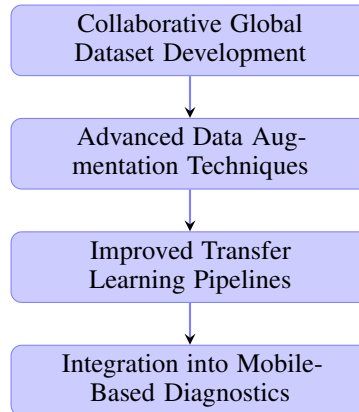 Collaborative Global
Dataset Development
Advanced Data Aug-
mentation Techniques
Improved Transfer
Learning Pipelines
Integration into Mobile-
Based Diagnostics